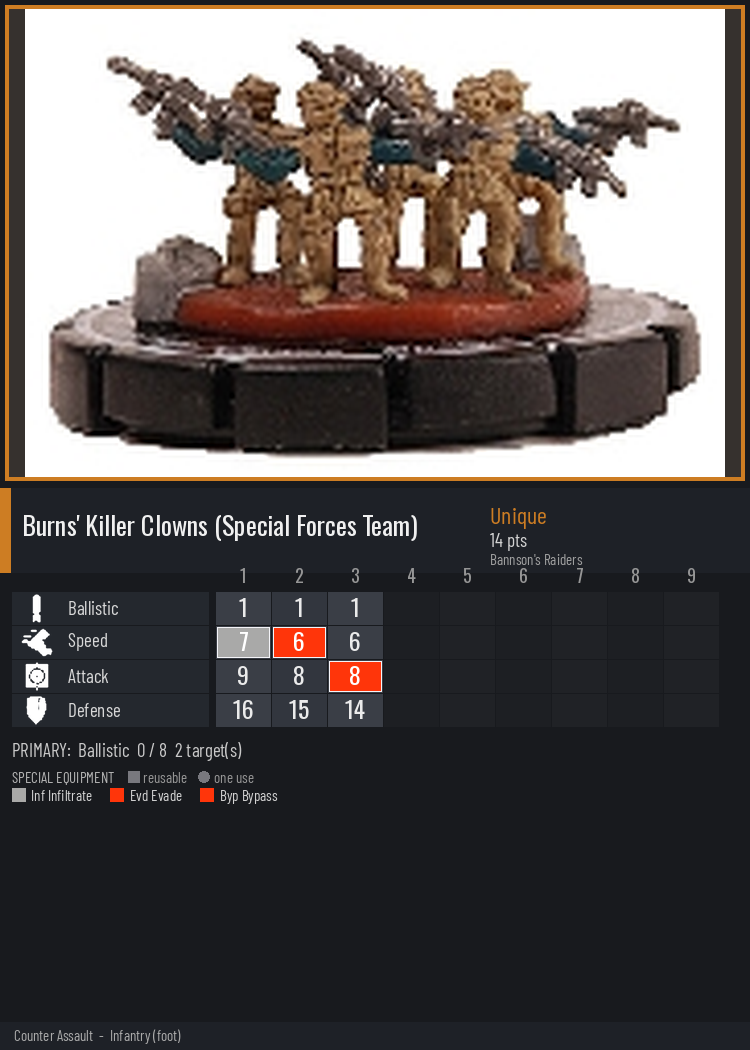 Burns' Killer Clowns (Special Forces Team)
Unique
14 pts
Bannson's Raiders
1 2 3 4 5 6 7 8 9
Ballistic 1 1 1
Speed 7 6 6
Attack 9 8 8
Defense 16 15 14
PRIMARY: Ballistic 0 / 8 2 target(s)
SPECIAL EQUIPMENT reusable one use
Inf Infiltrate Evd Evade Byp Bypass
Counter Assault - Infantry (foot)